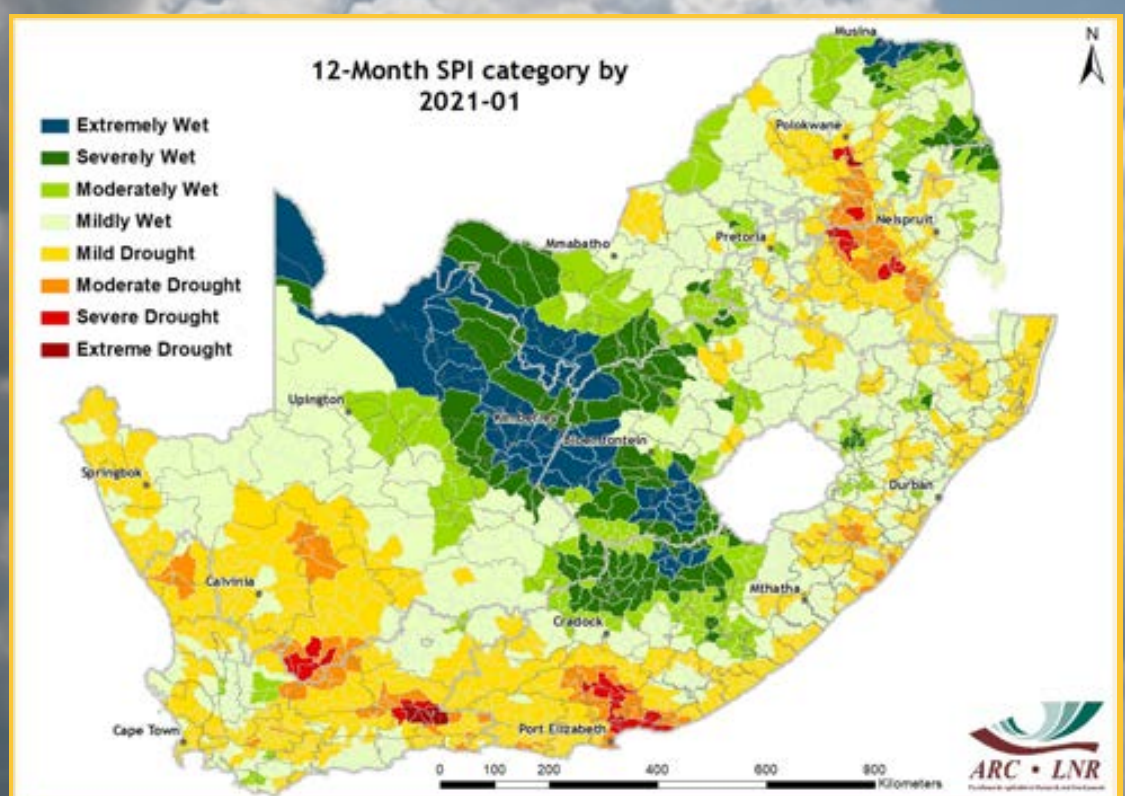 12-Month SPI category by
2021-01
N
Extremely Wet
Severely Wet
Moderately Wet
Mildly Wet
Mild Drought
Moderate Drought
Severe Drought
Extreme Drought
Musina
Polokwane
Nelspruit
Pretoria
Mmabatho
Upington
Kimberley
Bloemfontein
Springbok
Durban
Calvinia
Mthatha
Cradock
Cape Town
Port Elizabeth
0 100 200 400 600 800
Kilometers
ARC • LNR